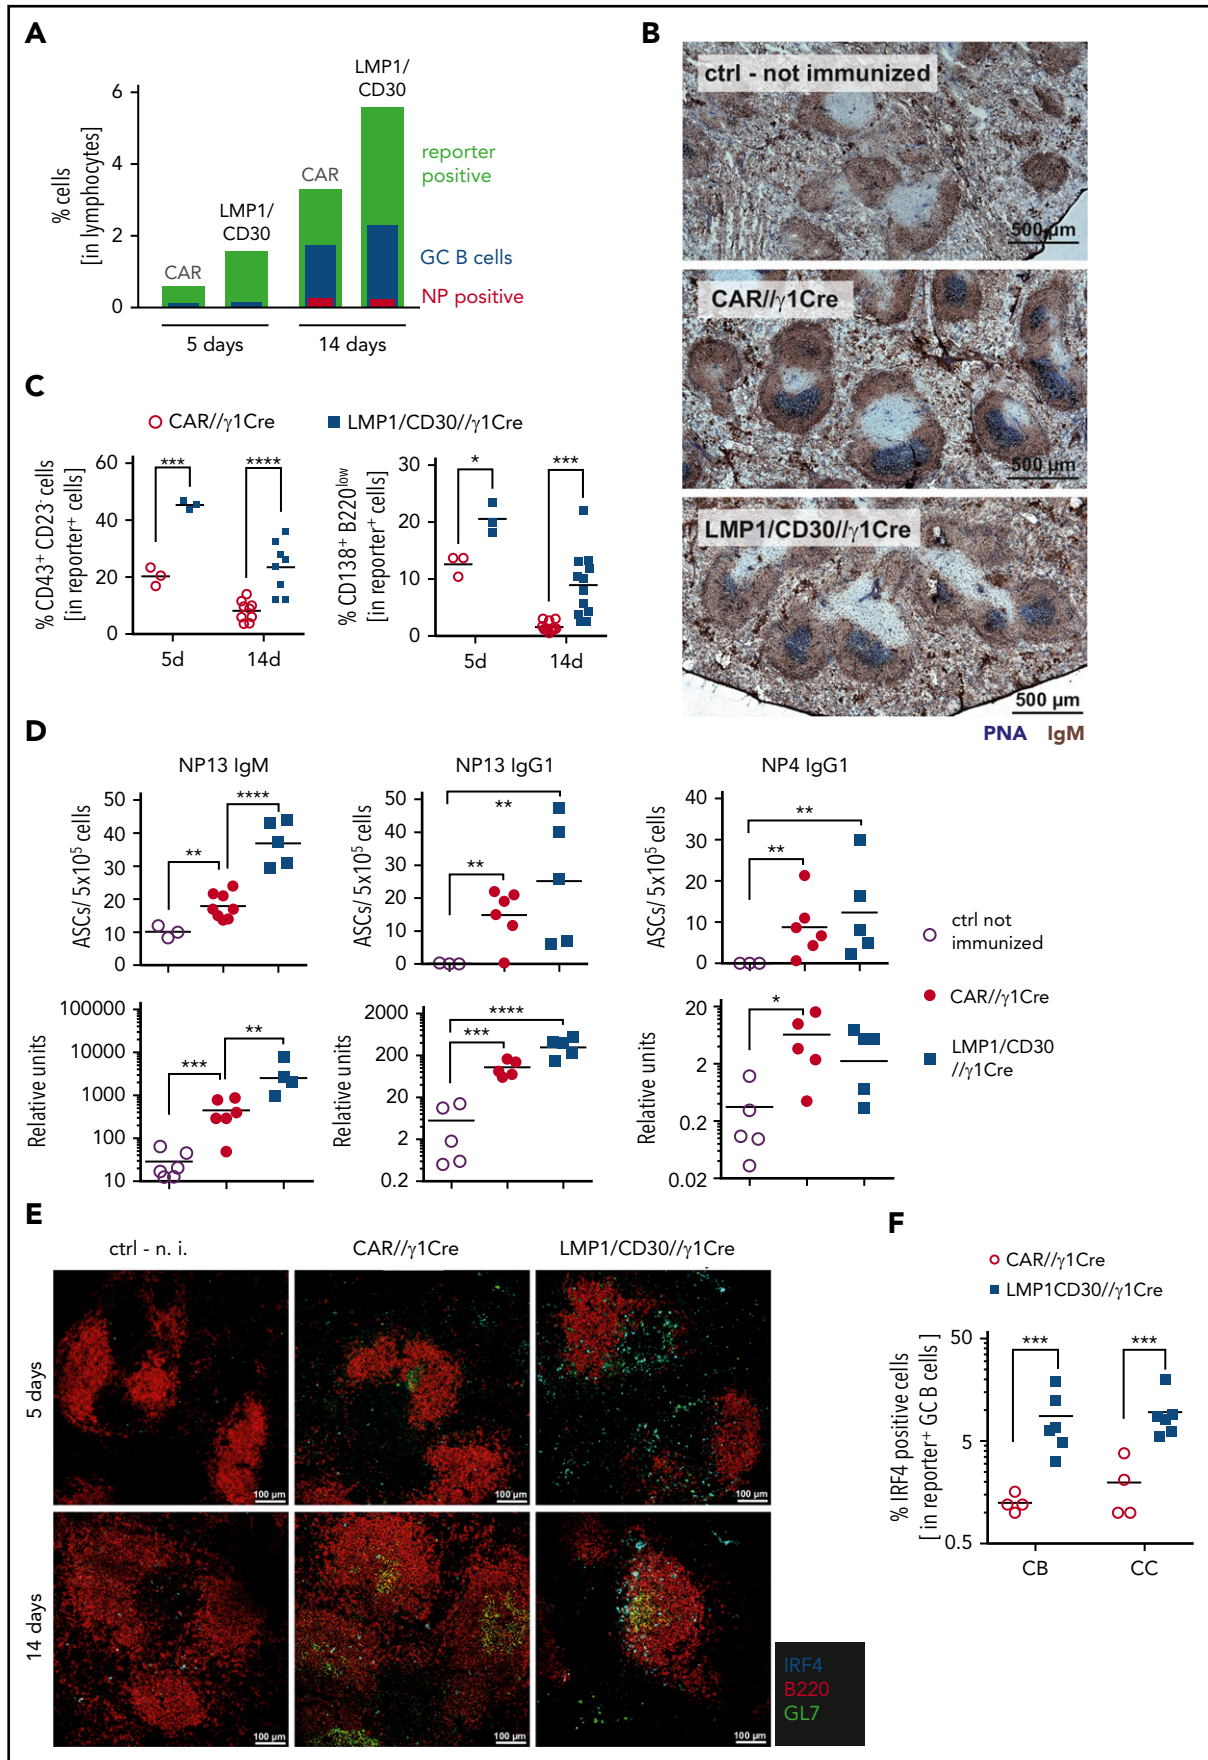 A
% cells
[in lymphocytes]
6
4
2
0
CAR
LMP1/
CD30
CAR
LMP1/
CD30
reporter
positive
GC B cells
NP positive
5 days
14 days
B
ctrl - not immunized
500 µm
CAR//γ1Cre
500 µm
LMP1/CD30//γ1Cre
500 µm
PNA IgM
C
CAR//γ1Cre
LMP1/CD30//γ1Cre
% CD43⁺ CD23⁻ cells
[in reporter⁺ cells]
60
40
20
0
***
****
5d
14d
% CD138⁺ B220ˡᵒʷ
[in reporter⁺ cells]
30
20
10
0
*
***
5d
14d
D
NP13 IgM
ASCs/ 5x10⁵ cells
50
40
30
20
10
0
**
****
NP13 IgG1
ASCs/ 5x10⁵ cells
50
40
30
20
10
0
**
**
NP4 IgG1
ASCs/ 5x10⁵ cells
40
30
20
10
0
**
**
ctrl not
immunized
CAR//γ1Cre
LMP1/CD30
//γ1Cre
Relative units
100000
10000
1000
100
10
***
**
Relative units
2000
200
20
2
0.2
***
****
Relative units
20
2
0.2
0.02
*
E
ctrl - n. i.
CAR//γ1Cre
LMP1/CD30//γ1Cre
5 days
100 µm
100 µm
100 µm
14 days
100 µm
100 µm
100 µm
IRF4
B220
GL7
F
CAR//γ1Cre
LMP1CD30//γ1Cre
% IRF4 positive cells
[ in reporter⁺ GC B cells ]
50
5
0.5
***
***
CB
CC